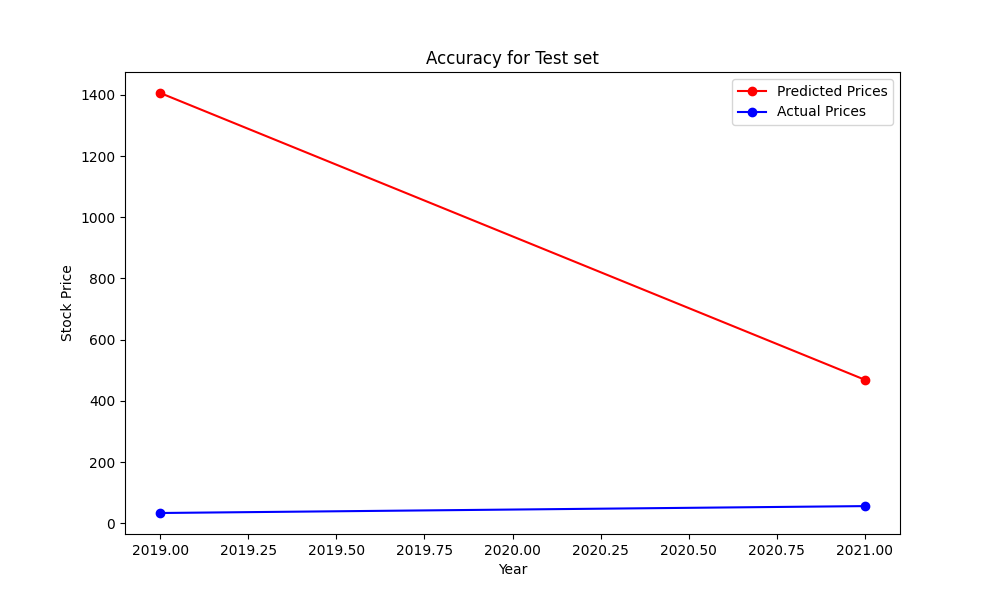 Accuracy for Test set
Predicted Prices
Actual Prices
Stock Price
1400
1200
1000
800
600
400
200
0
2019.00 2019.25 2019.50 2019.75 2020.00 2020.25 2020.50 2020.75 2021.00
Year